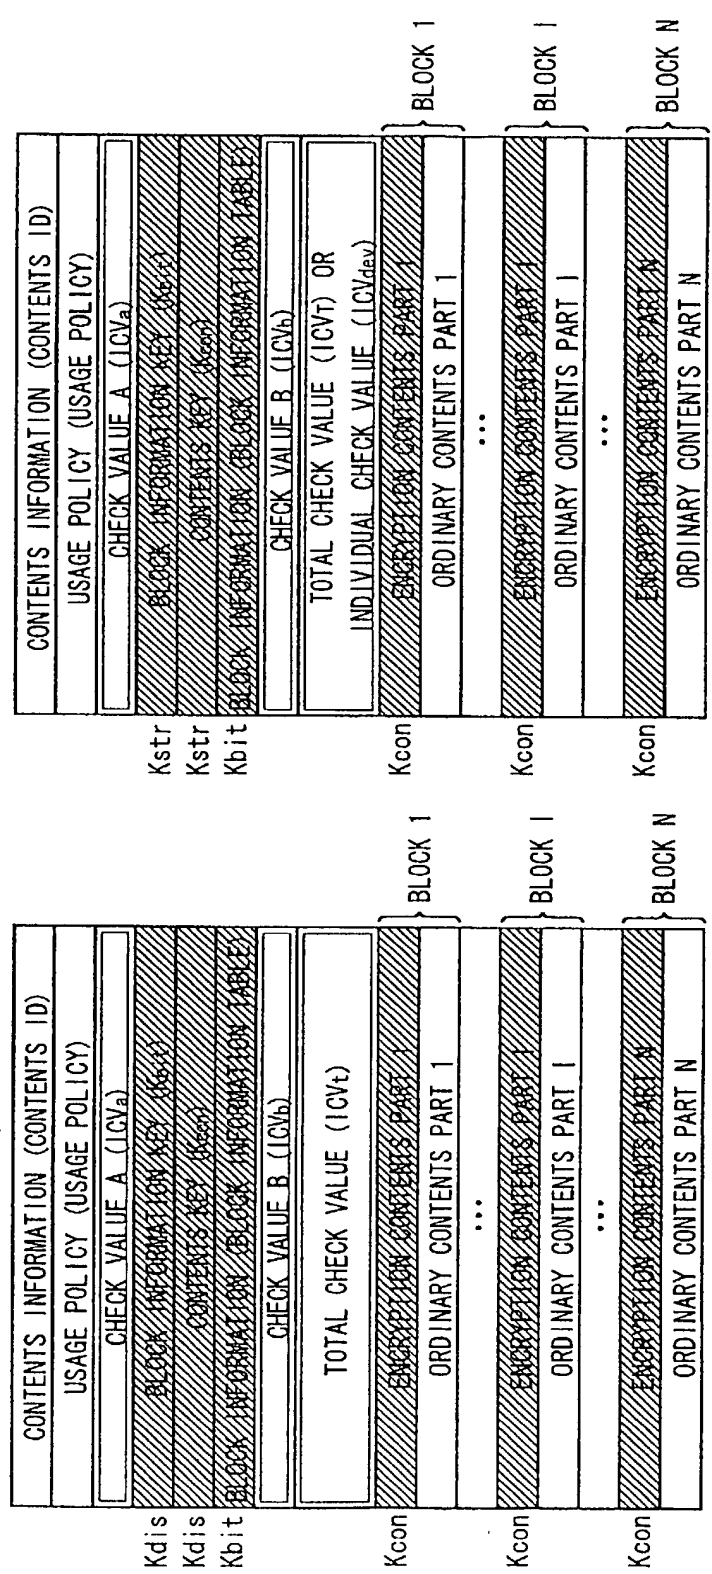 CONTENTS INFORMATION (CONTENTS ID)
USAGE POLICY (USAGE POLICY)
CHECK VALUE A (ICVa)
Kdis BLOCK INFORMATION KEY (Kbit)
Kdis CONTENTS KEY (Kcon)
Kbit BLOCK INFORMATION (BLOCK INFORMATION TABLE)
CHECK VALUE B (ICVb)
TOTAL CHECK VALUE (ICVt)
Kcon ENCRYPTION CONTENTS PART 1
ORDINARY CONTENTS PART 1
BLOCK 1
...
Kcon ENCRYPTION CONTENTS PART I
ORDINARY CONTENTS PART I
BLOCK I
...
Kcon ENCRYPTION CONTENTS PART N
ORDINARY CONTENTS PART N
BLOCK N
CONTENTS INFORMATION (CONTENTS ID)
USAGE POLICY (USAGE POLICY)
CHECK VALUE A (ICVa)
Kstr BLOCK INFORMATION KEY (Kbit)
Kstr CONTENTS KEY (Kcon)
Kbit BLOCK INFORMATION (BLOCK INFORMATION TABLE)
CHECK VALUE B (ICVb)
TOTAL CHECK VALUE (ICVT) OR
INDIVIDUAL CHECK VALUE (ICVdev)
Kcon ENCRYPTION CONTENTS PART 1
ORDINARY CONTENTS PART 1
BLOCK 1
...
Kcon ENCRYPTION CONTENTS PART I
ORDINARY CONTENTS PART I
BLOCK I
...
Kcon ENCRYPTION CONTENTS PART N
ORDINARY CONTENTS PART N
BLOCK N